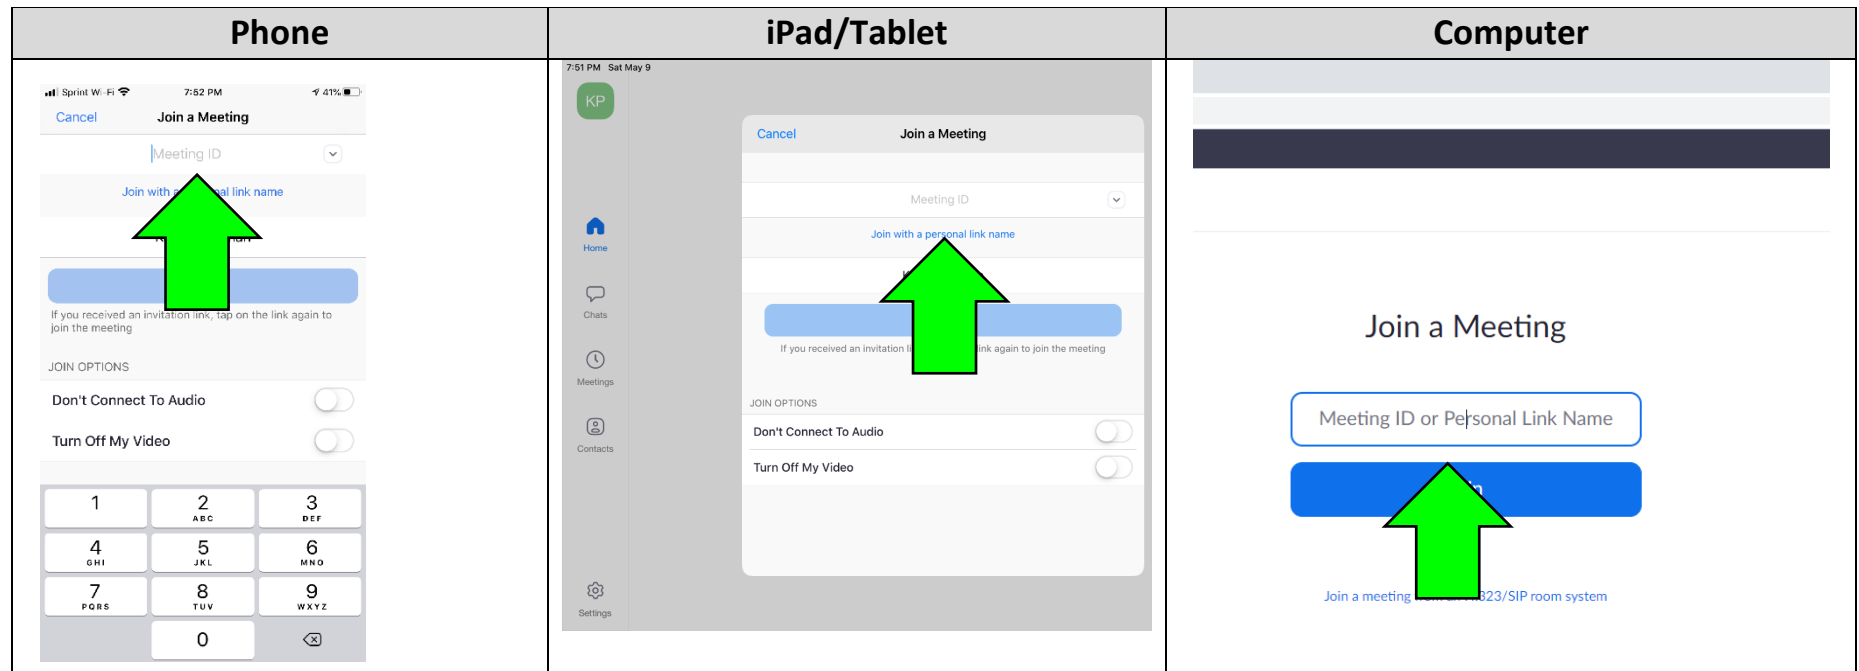 Phone
iPad/Tablet
Computer
Sprint Wi-Fi 7:52 PM 41%
Cancel Join a Meeting
Meeting ID
Join with a personal link name
If you received an invitation link, tap on the link again to
join the meeting
JOIN OPTIONS
Don't Connect To Audio
Turn Off My Video
1 2 3
ABC DEF
4 5 6
GHI JKL MNO
7 8 9
PQRS TUV WXYZ
0
7:51 PM Sat May 9
KP
Home
Chats
Meetings
Contacts
Settings
Cancel Join a Meeting
Meeting ID
Join with a personal link name
If you received an invitation link again to join the meeting
JOIN OPTIONS
Don't Connect To Audio
Turn Off My Video
Join a Meeting
Meeting ID or Personal Link Name
Join a meeting H.323/SIP room system